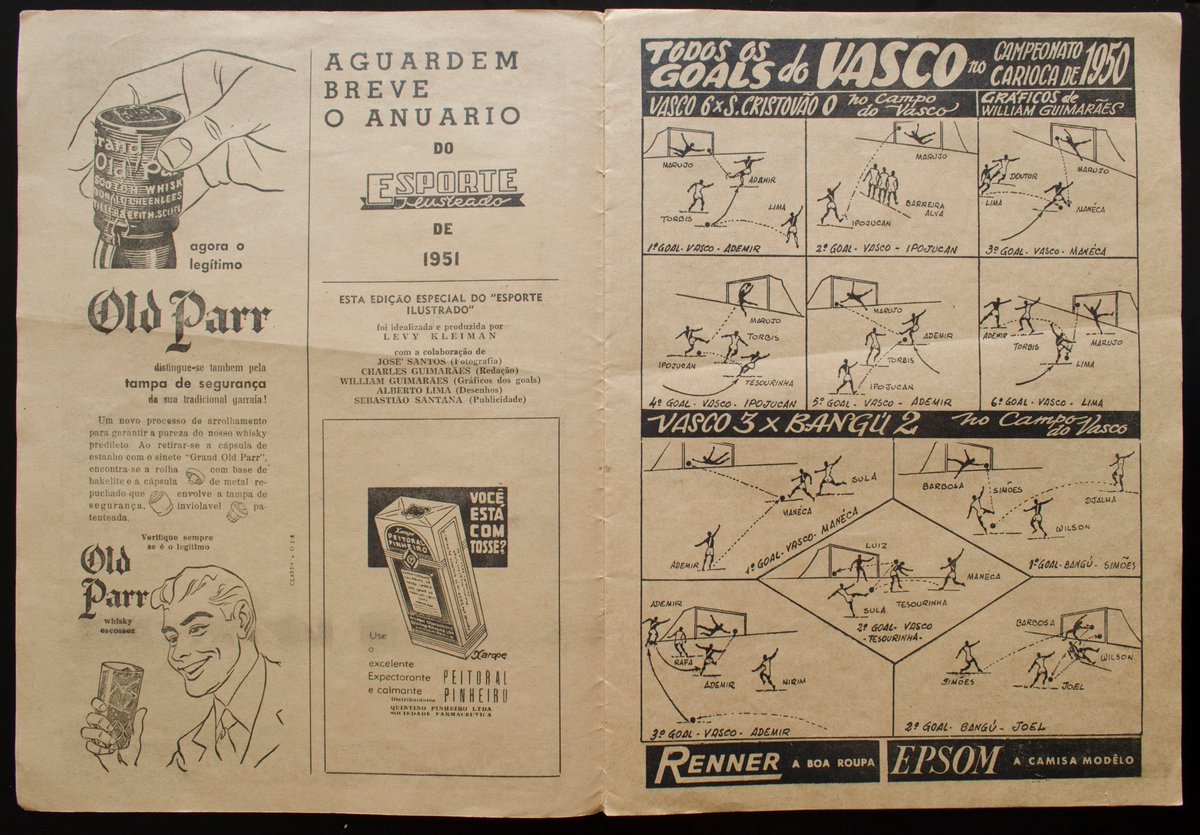 Grand
Old Pa
SCOTCH WHISK
agora o
legítimo
Old Parr
distingue-se tambem pela
tampa de segurança
da sua tradicional garrafa!
Um novo processo de arrolhamento
para garantir a pureza do nosso whisky
predileto. Ao retirar-se a cápsula de
estanho com o sinete "Grand Old Parr",
encontra-se a rolha com base de
bakelite e a cápsula de metal re-
puchado que envolve a tampa de
segurança, inviolavel pa-
tenteada.
Verifique sempre
se é o legítimo
Old
Parr
whisky
escossez
AGUARDEM
BREVE
O ANUARIO
DO
ESPORTE
Ilustrado
DE
1951
ESTA EDIÇÃO ESPECIAL DO "ESPORTE
ILUSTRADO"
foi idealizada e produzida por
LEVY KLEIMAN
com a colaboração de
JOSE' SANTOS (Fotografia)
CHARLES GUIMARÃES (Redação)
WILLIAM GUIMARÃES (Gráficos dos goals)
ALBERTO LIMA (Desenhos)
SEBASTIÃO SANTANA (Publicidade)
VOCÊ
ESTÁ
COM
TOSSE?
Xarope
PEITORAL
PINHEIRO
Xarope
Use
o
excelente
Expectorante
e calmante
PEITORAL
PINHEIRO
Distribuidores
QUINTINO PINHEIRO LTDA.
SOCIEDADE FARMACEUTICA
TODOS OS
GOALS do VASCO no CAMPEONATO
CARIOCA DE 1950
VASCO 6 x S. CRISTOVÃO 0 no Campo
do Vasco
GRÁFICOS de
WILLIAM GUIMARÃES
MARUJO
ADEMIR
TORBIS
LIMA
1º GOAL - VASCO - ADEMIR
MARUJO
BARREIRA
ALVA
IPOJUCAN
2º GOAL - VASCO - IPOJUCAN
DOUTOR
MARUJO
LIMA
MANÉCA
3º GOAL - VASCO - MANÉCA
MARUJO
TORBIS
IPOJUCAN
TESOURINHA
4º GOAL - VASCO - IPOJUCAN
MARUJO
ADEMIR
TORBIS
IPOJUCAN
5º GOAL - VASCO - ADEMIR
ADEMIR
TORBIS
MARUJO
LIMA
6º GOAL - VASCO - LIMA
VASCO 3 x BANGÚ 2 no Campo
do Vasco
SULA
MANÉCA
ADEMIR
1º GOAL - VASCO - MANÉCA
BARBOSA
SIMÕES
DJALMA
WILSON
1º GOAL - BANGÚ - SIMÕES
LUIZ
MANECA
TESOURINHA
SULA
2º GOAL - VASCO
- TESOURINHA -
ADEMIR
RAFA
ADEMIR
NIRIM
3º GOAL - VASCO - ADEMIR
BARBOSA
WILSON
SIMÕES
JOEL
2º GOAL - BANGÚ - JOEL
RENNER A BOA ROUPA
EPSOM A CAMISA MODÊLO